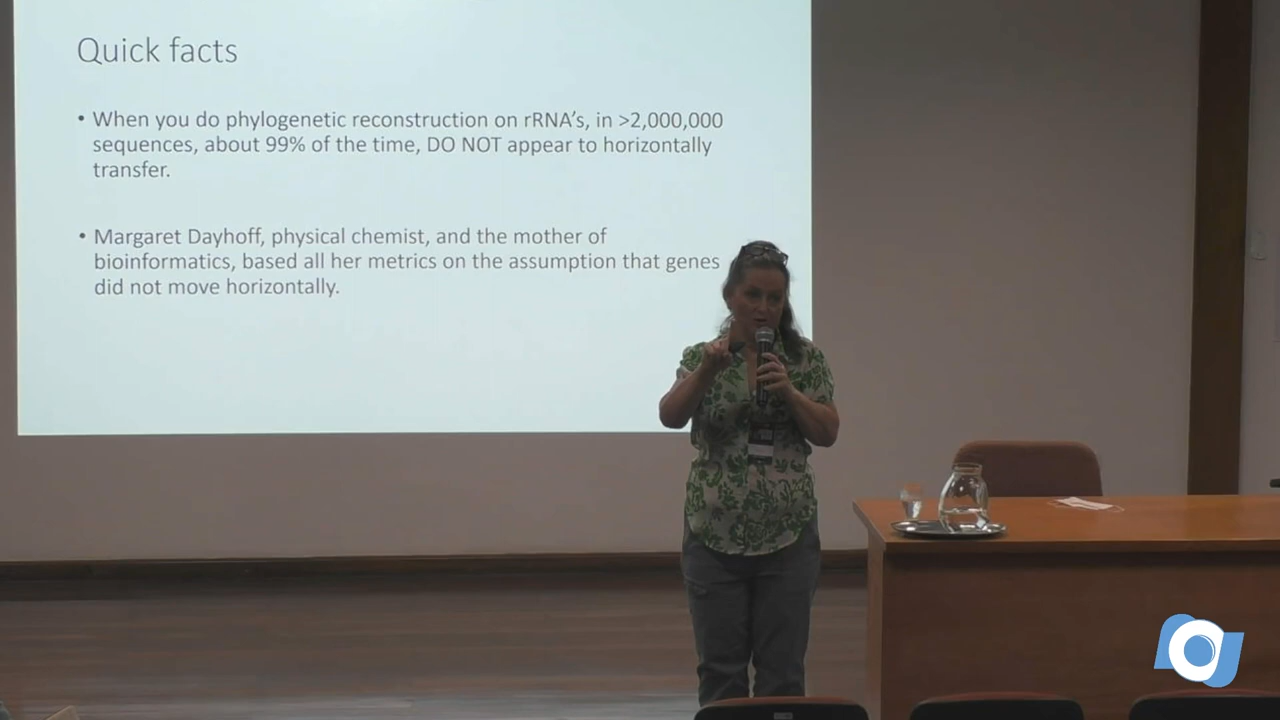 Quick facts
• When you do phylogenetic reconstruction on rRNA's, in >2,000,000
sequences, about 99% of the time, DO NOT appear to horizontally
transfer.
• Margaret Dayhoff, physical chemist, and the mother of
bioinformatics, based all her metrics on the assumption that genes
did not move horizontally.